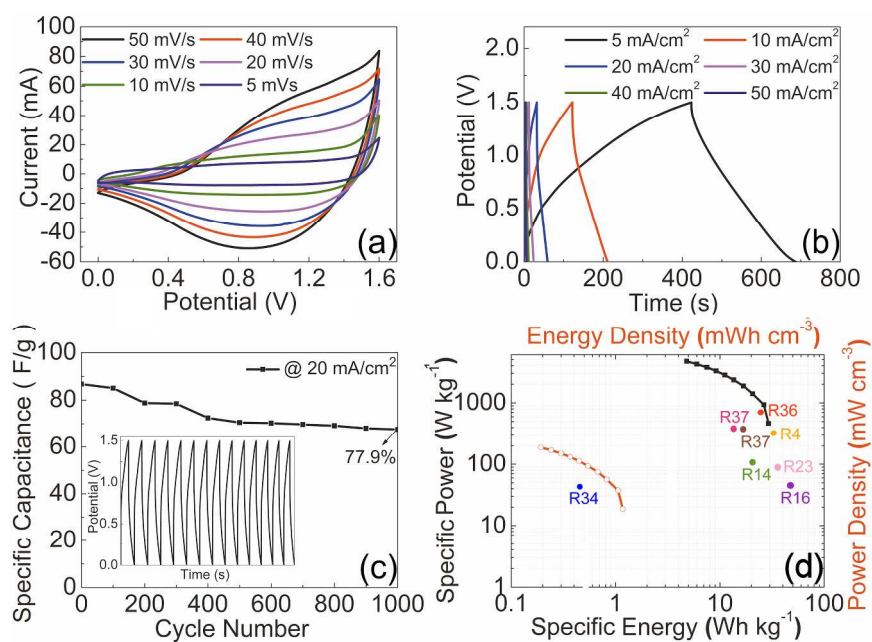 50 mV/s 40 mV/s
30 mV/s 20 mV/s
10 mV/s 5 mVs
100
80
60
40
20
0
-20
-40
-60
Current (mA)
0.0 0.4 0.8 1.2 1.6
Potential (V)
(a)
5 mA/cm² 10 mA/cm²
20 mA/cm² 30 mA/cm²
40 mA/cm² 50 mA/cm²
2.0
1.5
1.0
0.5
0.0
Potential (V)
0 200 400 600 800
Time (s)
(b)
@ 20 mA/cm²
100
80
60
40
20
0
Specific Capacitance ( F/g)
77.9%
1.5
1.0
0.5
0.0
Potential (V)
Time (s)
0 200 400 600 800 1000
Cycle Number
(c)
Energy Density (mWh cm⁻³)
1000
100
10
1
Specific Power (W kg⁻¹)
Power Density (mW cm⁻³)
R36
R37
R37
R4
R14
R23
R34
R16
0.1 1 10 100
Specific Energy (Wh kg⁻¹)
(d)